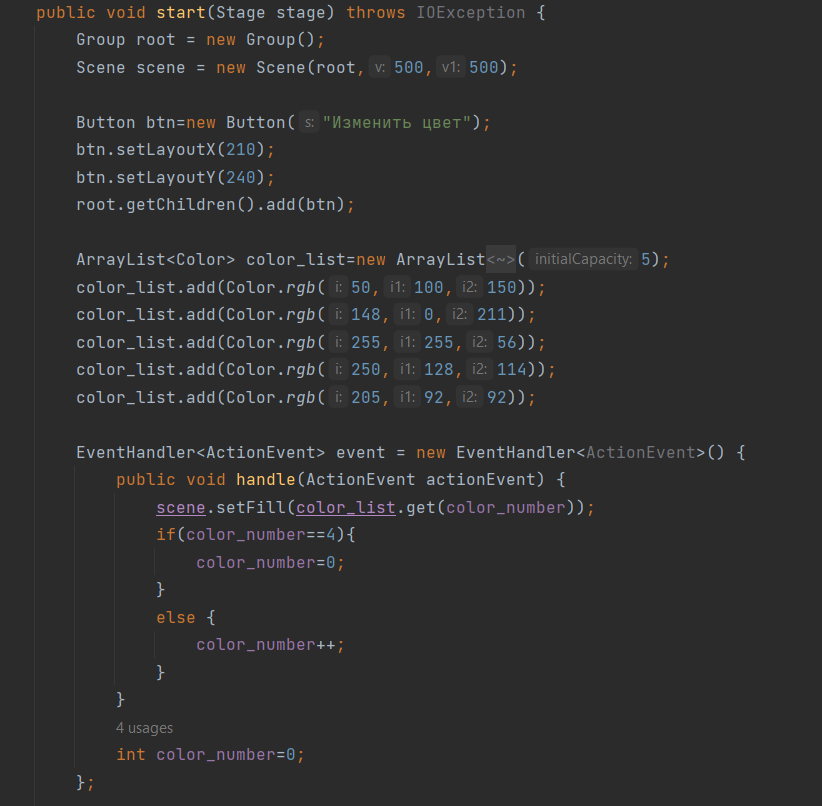 public void start(Stage stage) throws IOException {
Group root = new Group();
Scene scene = new Scene(root, v: 500, v1: 500);
Button btn=new Button( s: "Изменить цвет");
btn.setLayoutX(210);
btn.setLayoutY(240);
root.getChildren().add(btn);
ArrayList<Color> color_list=new ArrayList<~>( initialCapacity: 5);
color_list.add(Color.rgb( i: 50, i1: 100, i2: 150));
color_list.add(Color.rgb( i: 148, i1: 0, i2: 211));
color_list.add(Color.rgb( i: 255, i1: 255, i2: 56));
color_list.add(Color.rgb( i: 250, i1: 128, i2: 114));
color_list.add(Color.rgb( i: 205, i1: 92, i2: 92));
EventHandler<ActionEvent> event = new EventHandler<ActionEvent>() {
public void handle(ActionEvent actionEvent) {
scene.setFill(color_list.get(color_number));
if(color_number==4){
color_number=0;
}
else {
color_number++;
}
}
4 usages
int color_number=0;
};